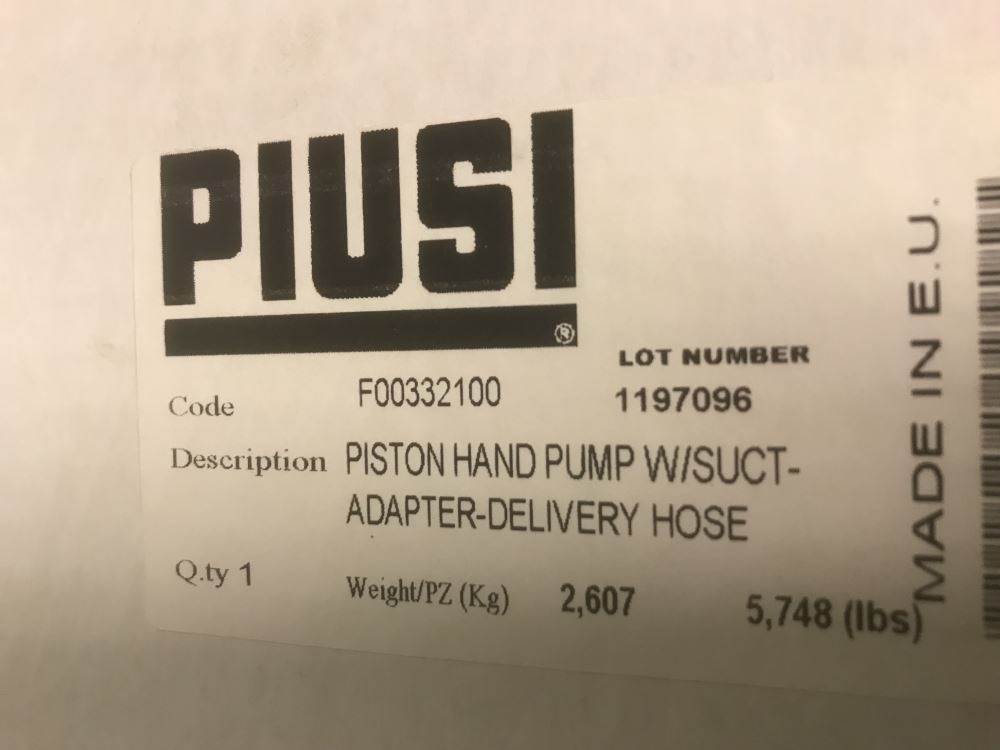 PIUSI
®
LOT NUMBER
Code F00332100 1197096
Description PISTON HAND PUMP W/SUCT-
ADAPTER-DELIVERY HOSE
Q.ty 1 Weight/PZ (Kg) 2,607 5,748 (lbs)
MADE IN E.U.